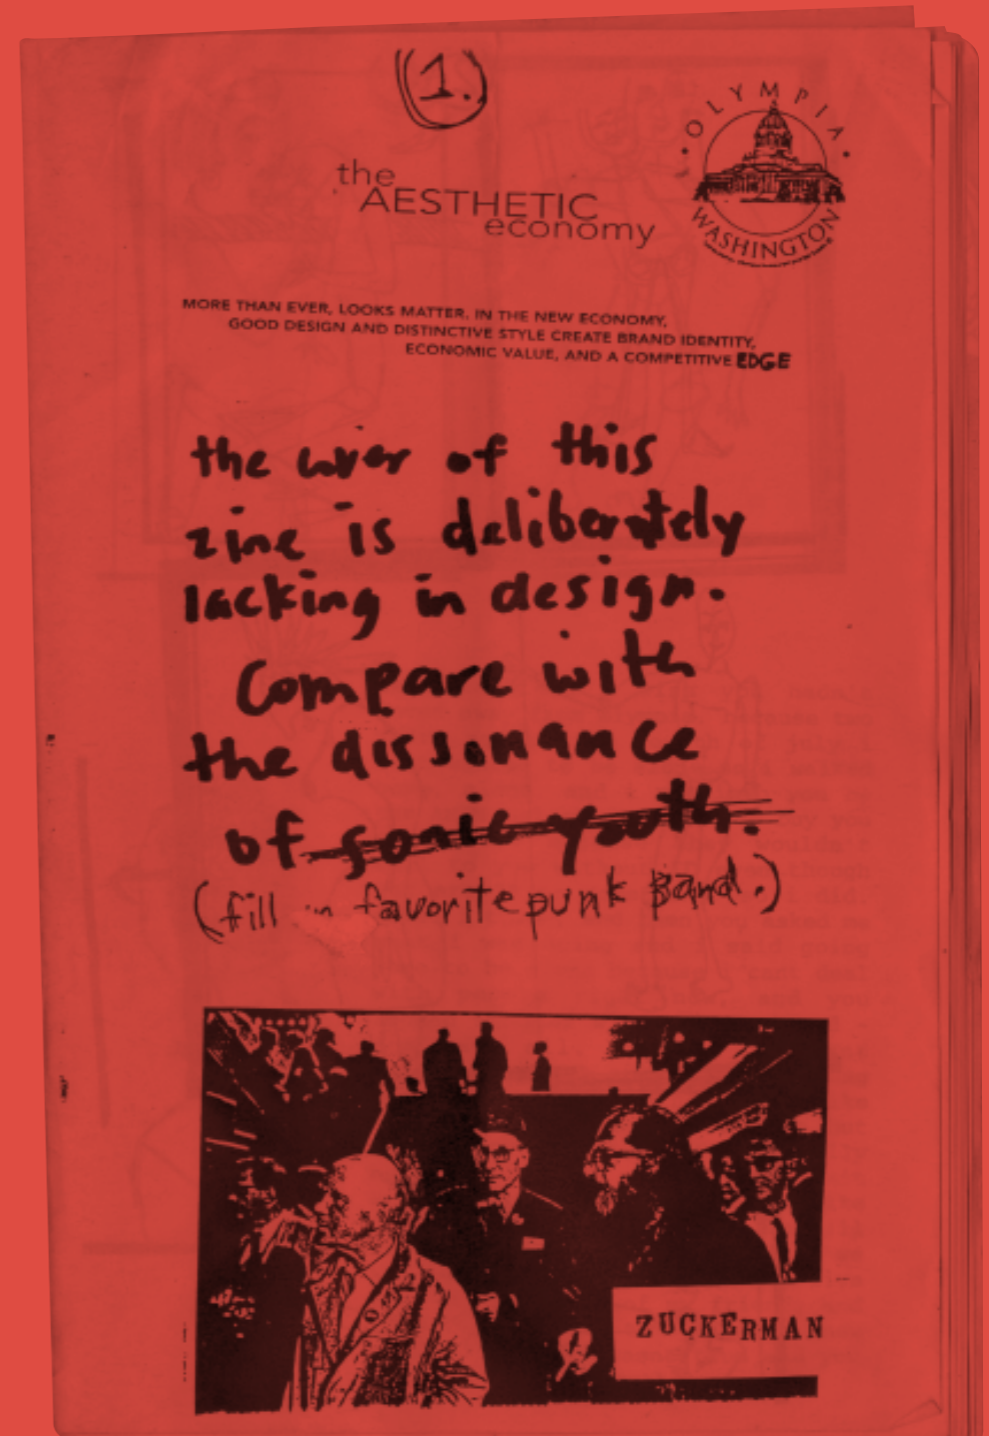 (1.)
OLYMPIA
WASHINGTON
the
AESTHETIC
economy
MORE THAN EVER, LOOKS MATTER. IN THE NEW ECONOMY,
GOOD DESIGN AND DISTINCTIVE STYLE CREATE BRAND IDENTITY,
ECONOMIC VALUE, AND A COMPETITIVE EDGE
the cover of this
zine is deliberately
lacking in design.
Compare with
the dissonance
of sonic youth.
(fill in favorite punk Band.)
ZUCKERMAN